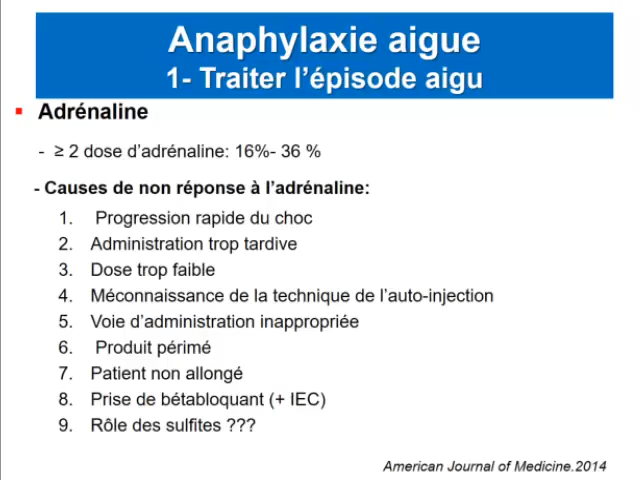 Anaphylaxie aigue
1- Traiter l'épisode aigu
▪ Adrénaline
- ≥ 2 dose d'adrénaline: 16%- 36 %
- Causes de non réponse à l'adrénaline:
1. Progression rapide du choc
2. Administration trop tardive
3. Dose trop faible
4. Méconnaissance de la technique de l'auto-injection
5. Voie d'administration inappropriée
6. Produit périmé
7. Patient non allongé
8. Prise de bétabloquant (+ IEC)
9. Rôle des sulfites ???
American Journal of Medicine.2014